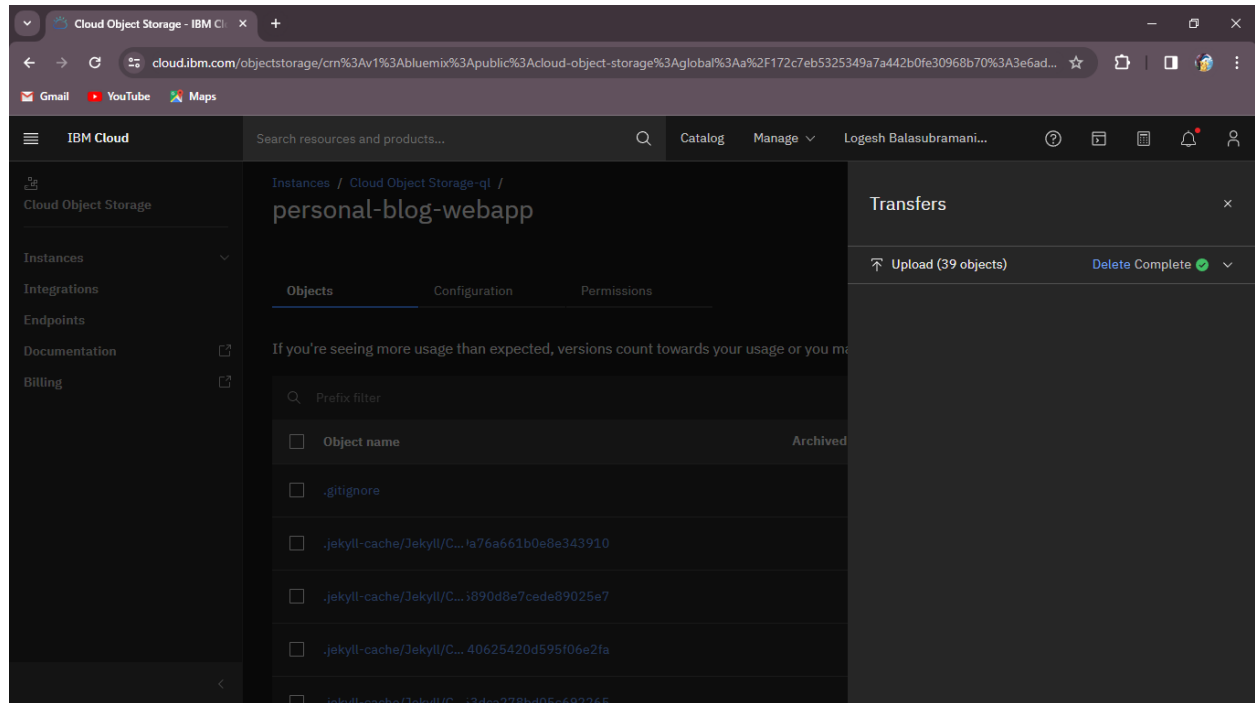 Cloud Object Storage - IBM Cl
cloud.ibm.com/objectstorage/crn%3Av1%3Abluemix%3Apublic%3Acloud-object-storage%3Aglobal%3Aa%2F172c7eb5325349a7a442b0fe30968b70%3A3e6ad...
Gmail YouTube Maps
IBM Cloud Search resources and products... Catalog Manage Logesh Balasubramani...
Cloud Object Storage
Instances
Integrations
Endpoints
Documentation
Billing
Instances / Cloud Object Storage-ql /
personal-blog-webapp
Objects Configuration Permissions
If you're seeing more usage than expected, versions count towards your usage or you ma
Prefix filter
Object name Archived
.gitignore
.jekyll-cache/Jekyll/C...a76a661b0e8e343910
.jekyll-cache/Jekyll/C...890d8e7cede89025e7
.jekyll-cache/Jekyll/C... 40625420d595f06e2fa
Transfers
Upload (39 objects) Delete Complete